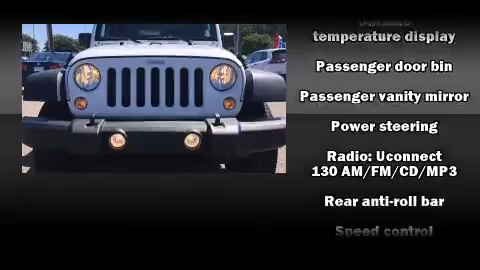 temperature display
Passenger door bin
Passenger vanity mirror
Power steering
Radio: Uconnect
130 AM/FM/CD/MP3
Rear anti-roll bar
Speed control